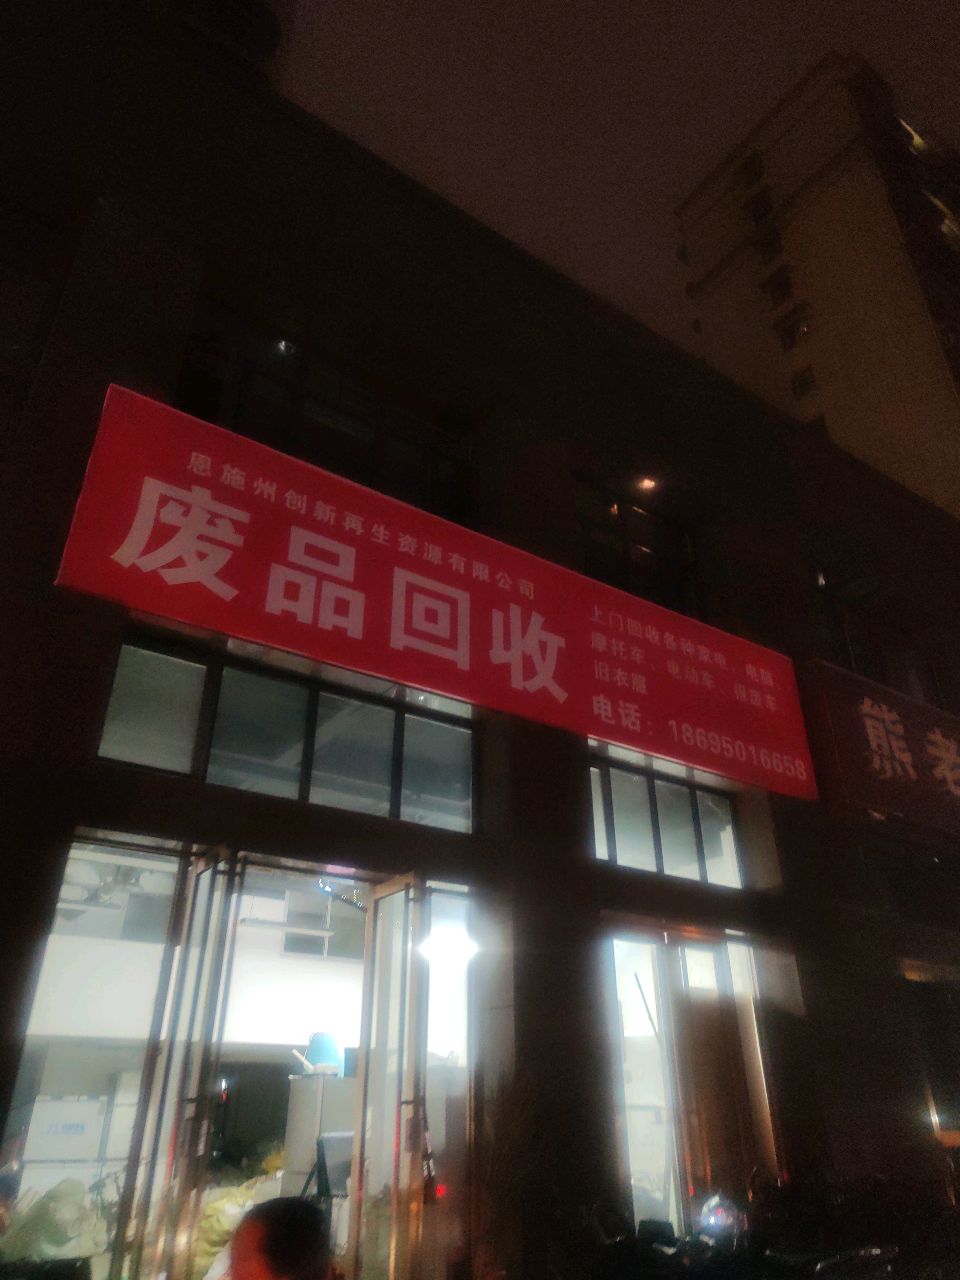 恩施州创新再生资源有限公司
废品回收
上门回收各种家电、电脑
摩托车、电动车、报废车
旧衣服
电话：18695016658
熊老